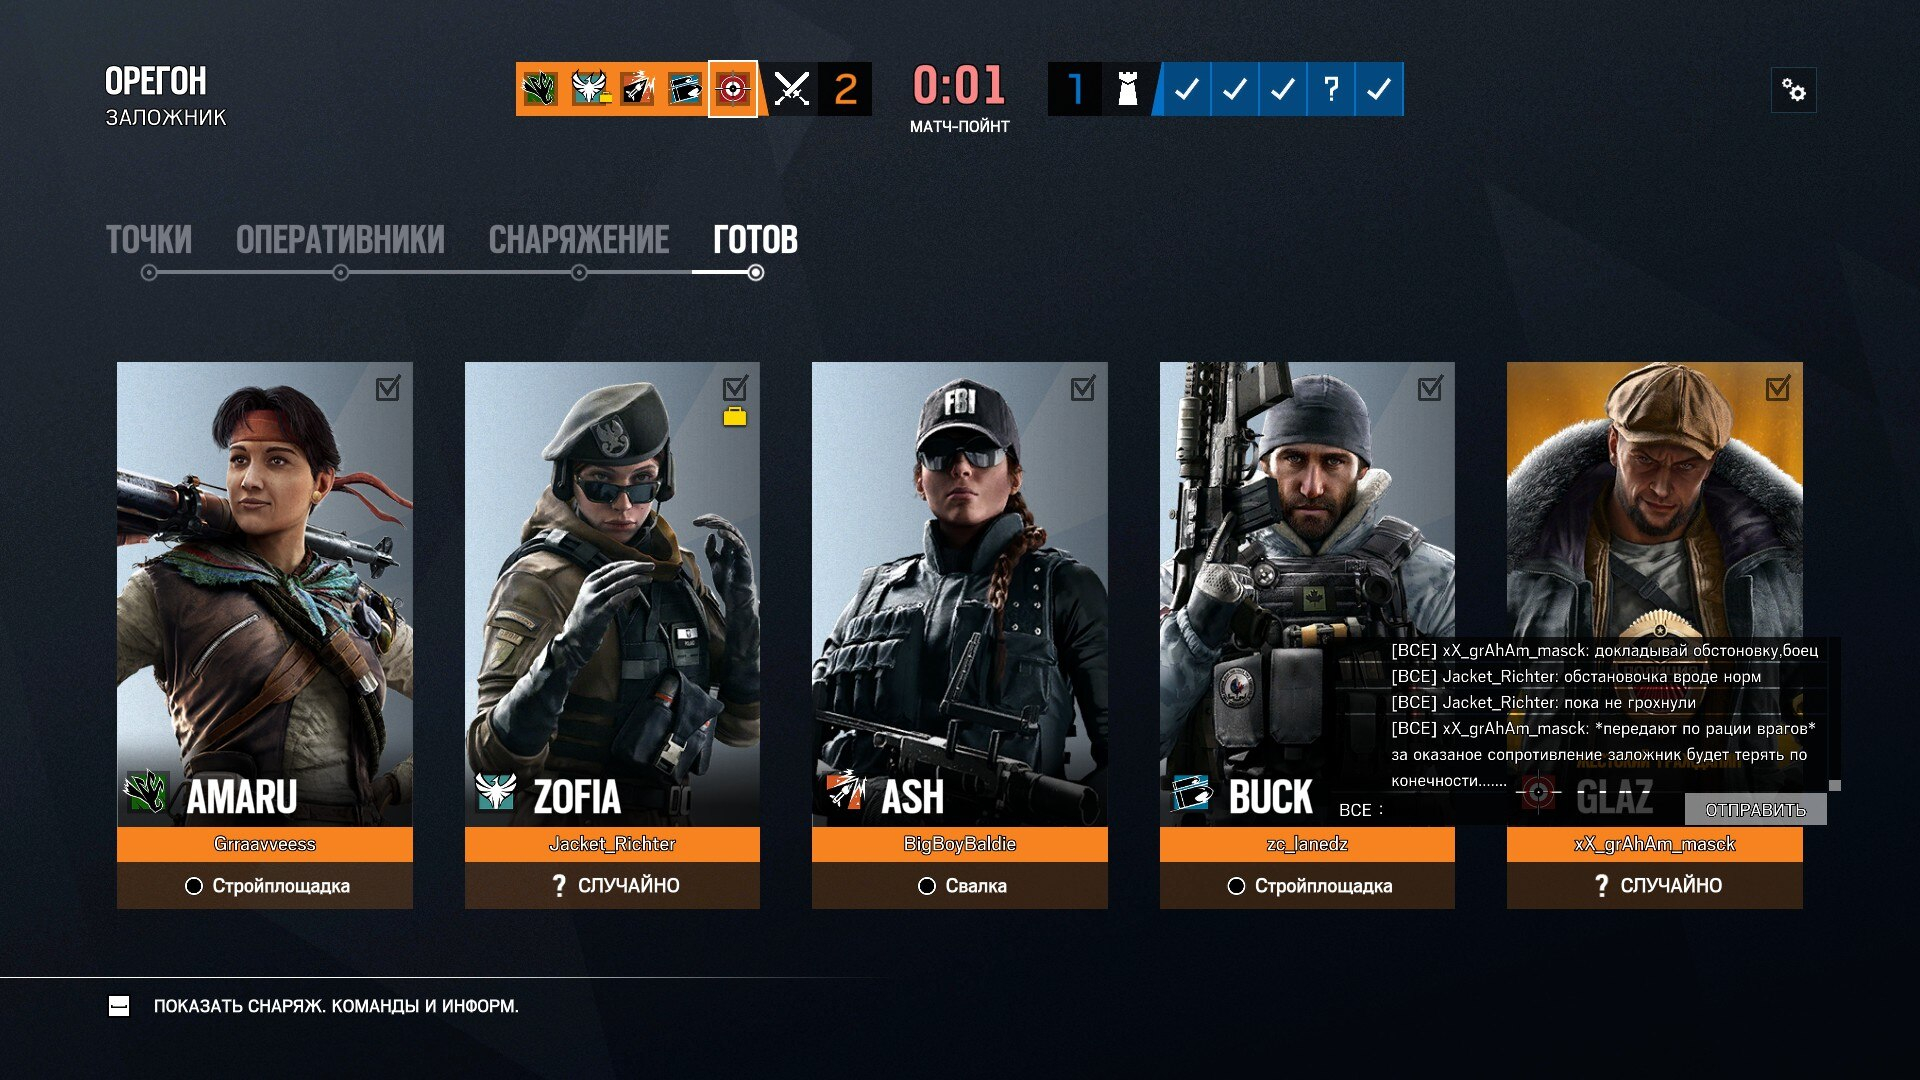 ОРЕГОН
ЗАЛОЖНИК
2
0:01
МАТЧ-ПОЙНТ
1
?
ТОЧКИ
ОПЕРАТИВНИКИ
СНАРЯЖЕНИЕ
ГОТОВ
FBI
[ВСЕ] xX_grAhAm_masck: докладывай обстоновку,боец
[ВСЕ] Jacket_Richter: обстановочка вроде норм
[ВСЕ] Jacket_Richter: пока не грохнули
[ВСЕ] xX_grAhAm_masck: *передают по рации врагов*
за оказаное сопротивление заложник будет терять по
конечности.......
ВСЕ :
ОТПРАВИТЬ
AMARU
ZOFIA
ASH
BUCK
GLAZ
Grraavveess
Jacket_Richter
BigBoyBaldie
zc_lanedz
xX_grAhAm_masck
Стройплощадка
? СЛУЧАЙНО
Свалка
Стройплощадка
? СЛУЧАЙНО
ПОКАЗАТЬ СНАРЯЖ. КОМАНДЫ И ИНФОРМ.